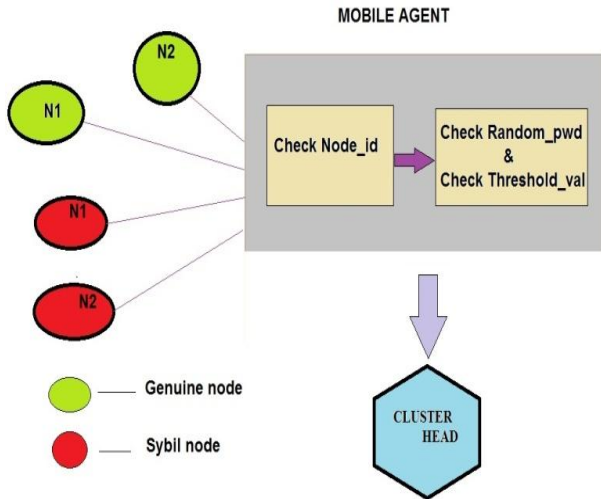 MOBILE AGENT
N2
N1
Check Node_id
Check Random_pwd
&
Check Threshold_val
N1
N2
Genuine node
Sybil node
CLUSTER
HEAD